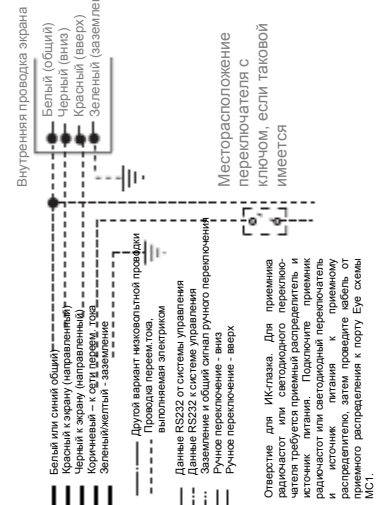 Внутренняя проводка экрана
Белый (общий)
Черный (вниз)
Красный (вверх)
Зеленый (заземле
Месторасположение
переключателя с
ключом, если таковой
имеется
Белый или синий общий)
Красный к экрану (направленный)
Черный к экрану (направленный)
Коричневый – к сети перем. тока
Зеленый/желтый - заземление
Другой вариант низковольтной проводки
Проводка перем.тока,
выполняемая электриком
Данные RS232 от системы управления
Данные RS232 к системе управления
Заземление и общий сигнал ручного переключения
Ручное переключение - вниз
Ручное переключение - вверх
Отверстие для ИК-глазка. Для приемника
радиочастот или светодиодного переклю-
чателя требуется приемный распределитель и
источник питания. Подключите приемник
радиочастот или светодиодный переключатель
и источник питания к приемному
распределителю, затем проведите кабель от
приемного распределения к порту Eye схемы
MC1.